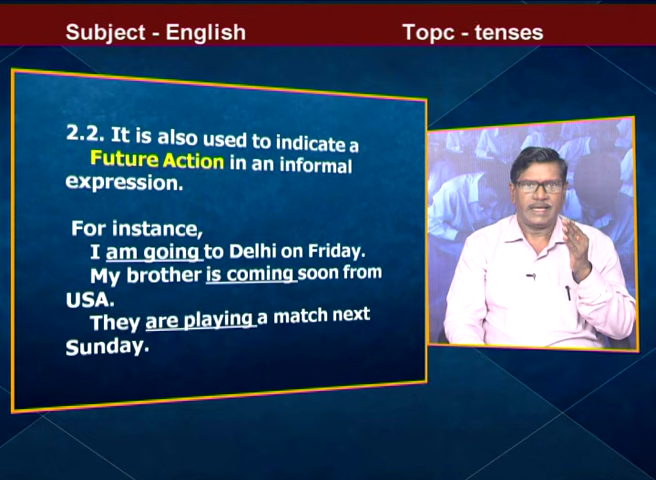 Subject - English
Topc - tenses
2.2. It is also used to indicate a
Future Action in an informal
expression.
For instance,
I am going to Delhi on Friday.
My brother is coming soon from
USA.
They are playing a match next
Sunday.